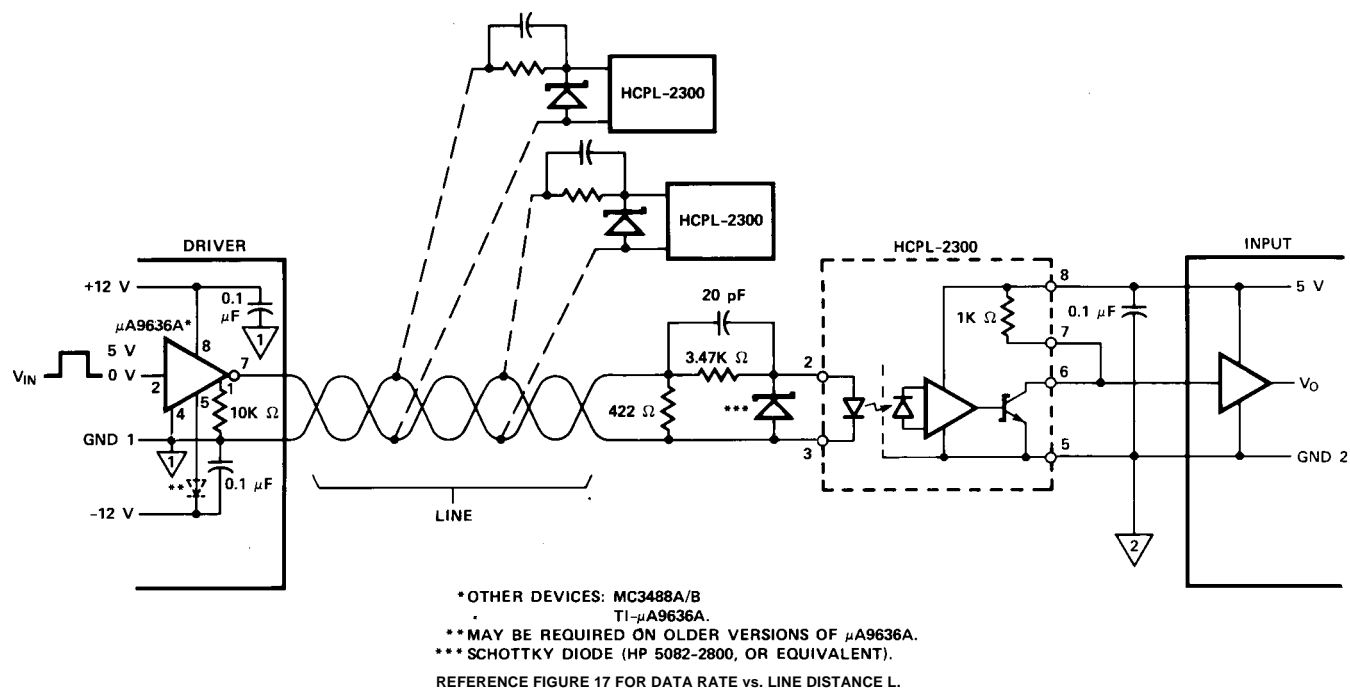 HCPL-2300
HCPL-2300
DRIVER
HCPL-2300
INPUT
+12 V
0.1
µF
1
µA9636A*
8
VIN
5 V
0 V
2
7
1
4
5
10K Ω
GND 1
1
**
0.1 µF
−12 V
LINE
20 pF
3.47K Ω
422 Ω
***
2
3
8
1K Ω
7
6
5
0.1 µF
2
5 V
VO
GND 2
*OTHER DEVICES: MC3488A/B
TI-µA9636A.
**MAY BE REQUIRED ON OLDER VERSIONS OF µA9636A.
***SCHOTTKY DIODE (HP 5082-2800, OR EQUIVALENT).
REFERENCE FIGURE 17 FOR DATA RATE vs. LINE DISTANCE L.